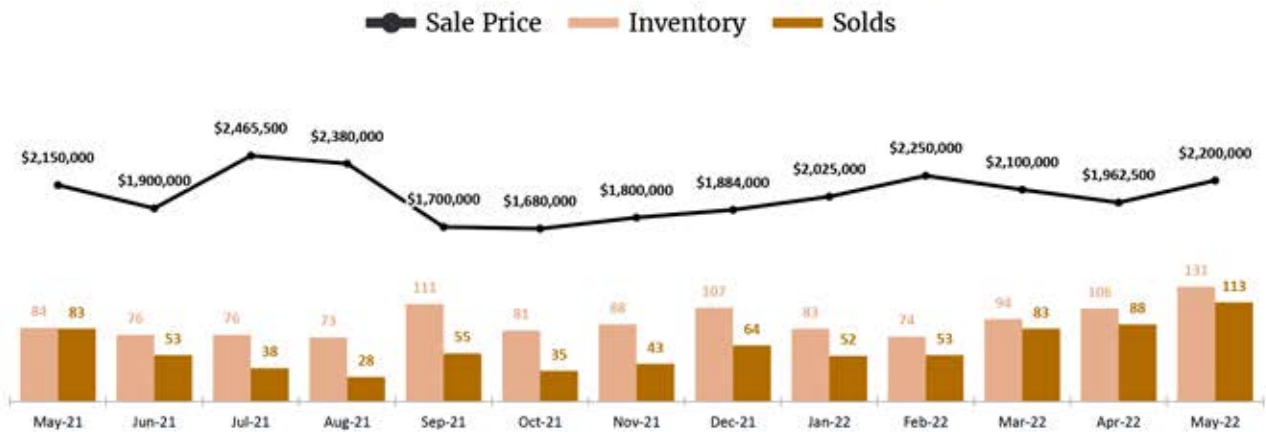 Sale Price Inventory Solds
$2,150,000 $1,900,000 $2,465,500 $2,380,000 $1,700,000 $1,680,000 $1,800,000 $1,884,000 $2,025,000 $2,250,000 $2,100,000 $1,962,500 $2,200,000
84 83 76 53 76 38 73 28 111 55 81 35 88 43 107 64 83 52 74 53 94 83 106 88 131 113
May-21 Jun-21 Jul-21 Aug-21 Sep-21 Oct-21 Nov-21 Dec-21 Jan-22 Feb-22 Mar-22 Apr-22 May-22